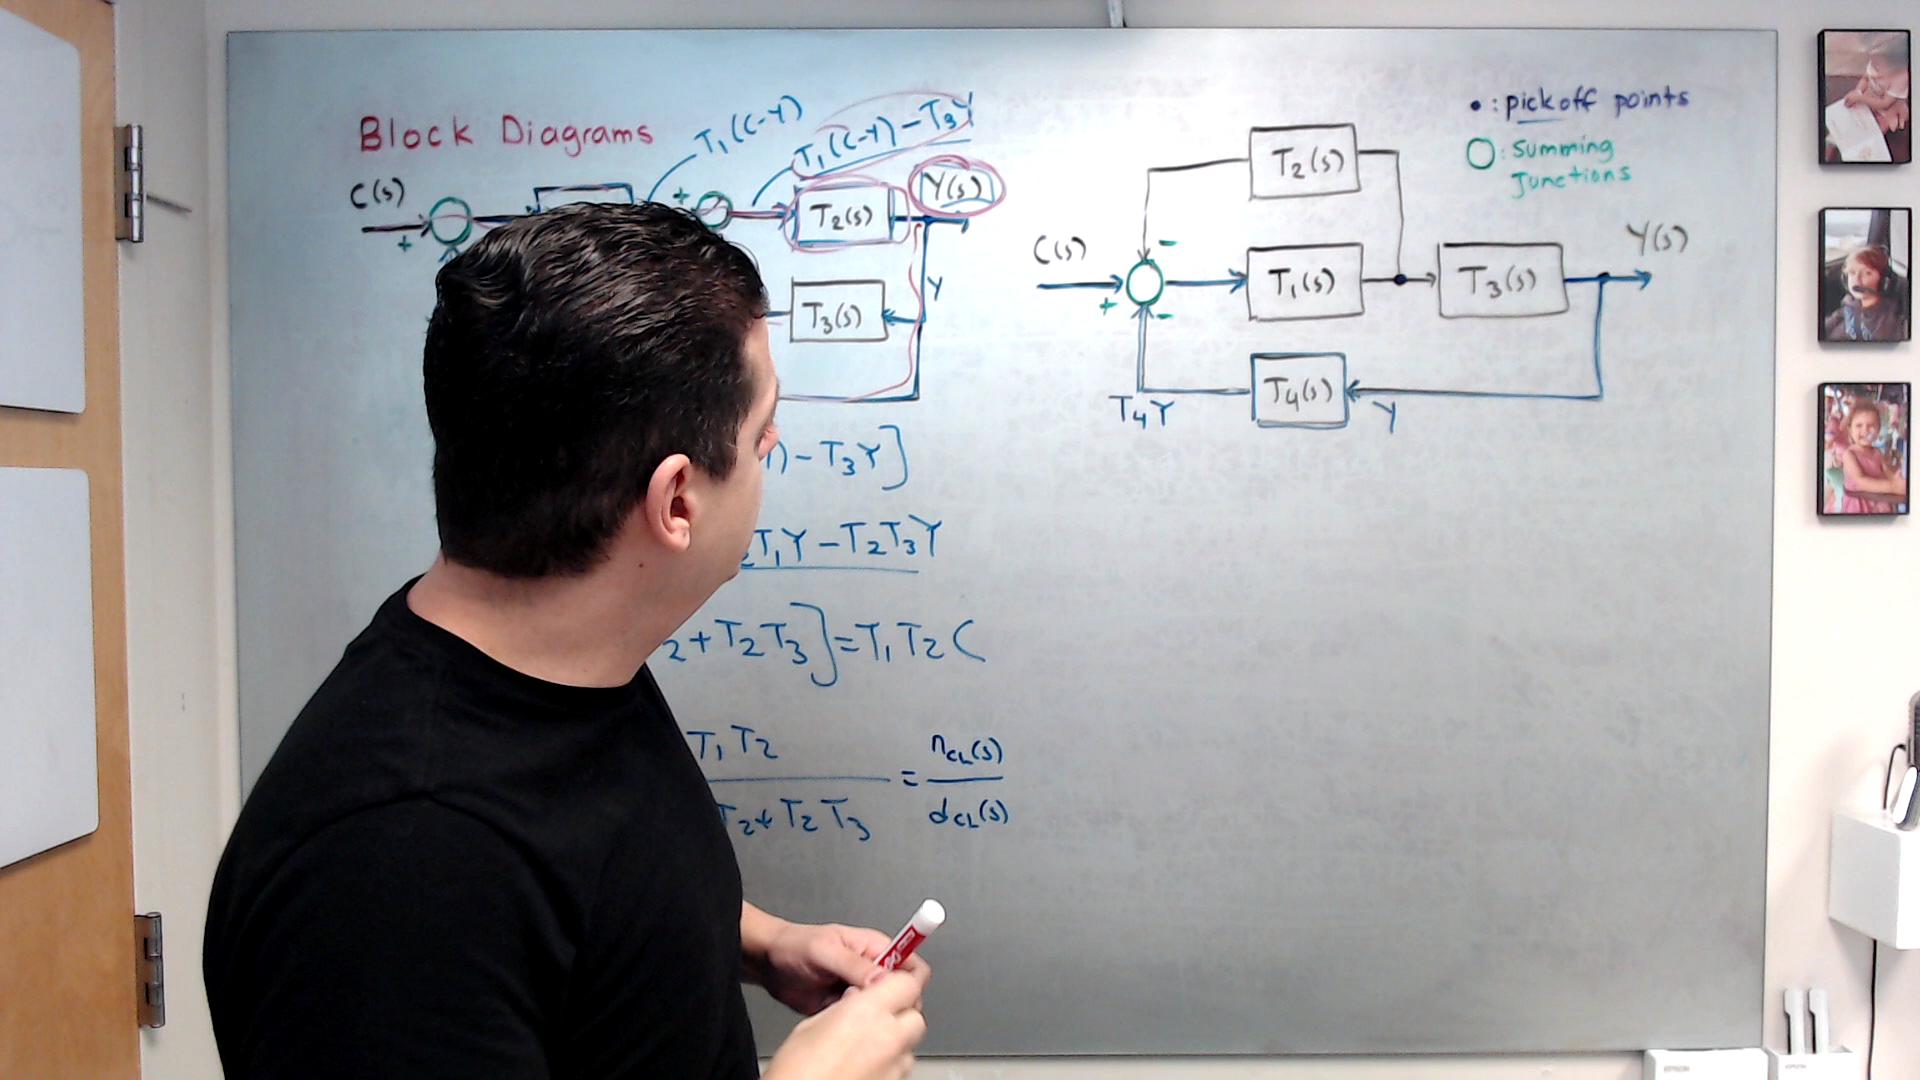 Block Diagrams
T₁(C-Y)
T₁(C-Y)-T₃Y
C(s)
+
+
T₂(s)
Y(s)
T₃(s)
Y
)-T₃Y]
T₁Y-T₂T₃Y
₂+T₂T₃]=T₁T₂C
T₁T₂
T₂+T₂T₃
=
n_CL(s)
d_CL(s)
•: pickoff points
O: Summing
Junctions
T₂(s)
C(s)
+
-
-
T₁(s)
T₃(s)
Y(s)
T₄(s)
T₄Y
Y
EPSON